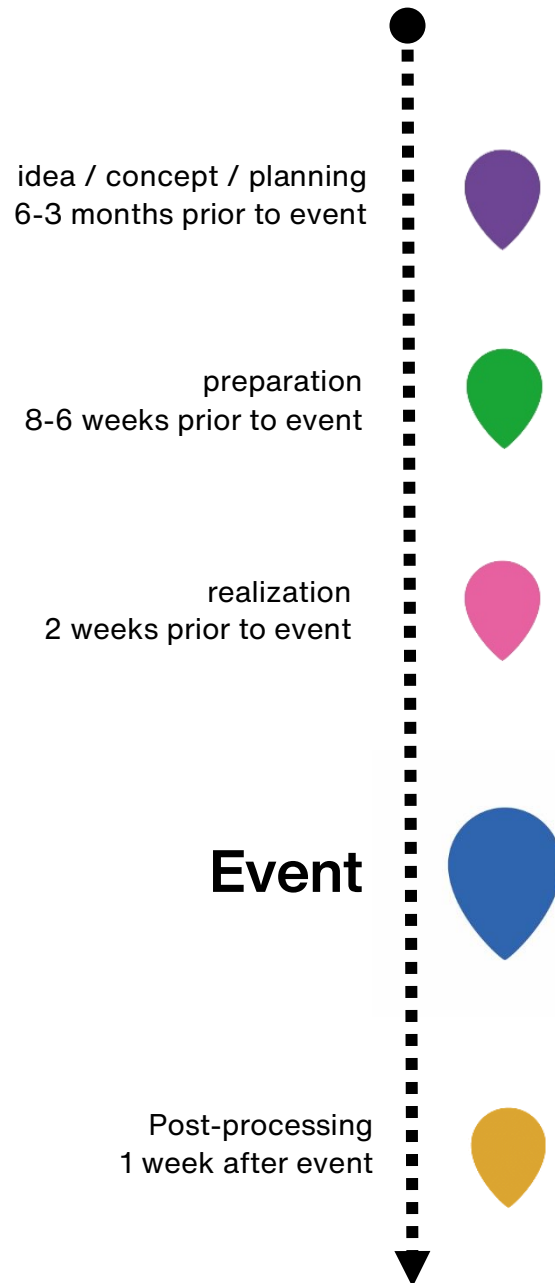 idea / concept / planning
6-3 months prior to event
preparation
8-6 weeks prior to event
realization
2 weeks prior to event
Event
Post-processing
1 week after event